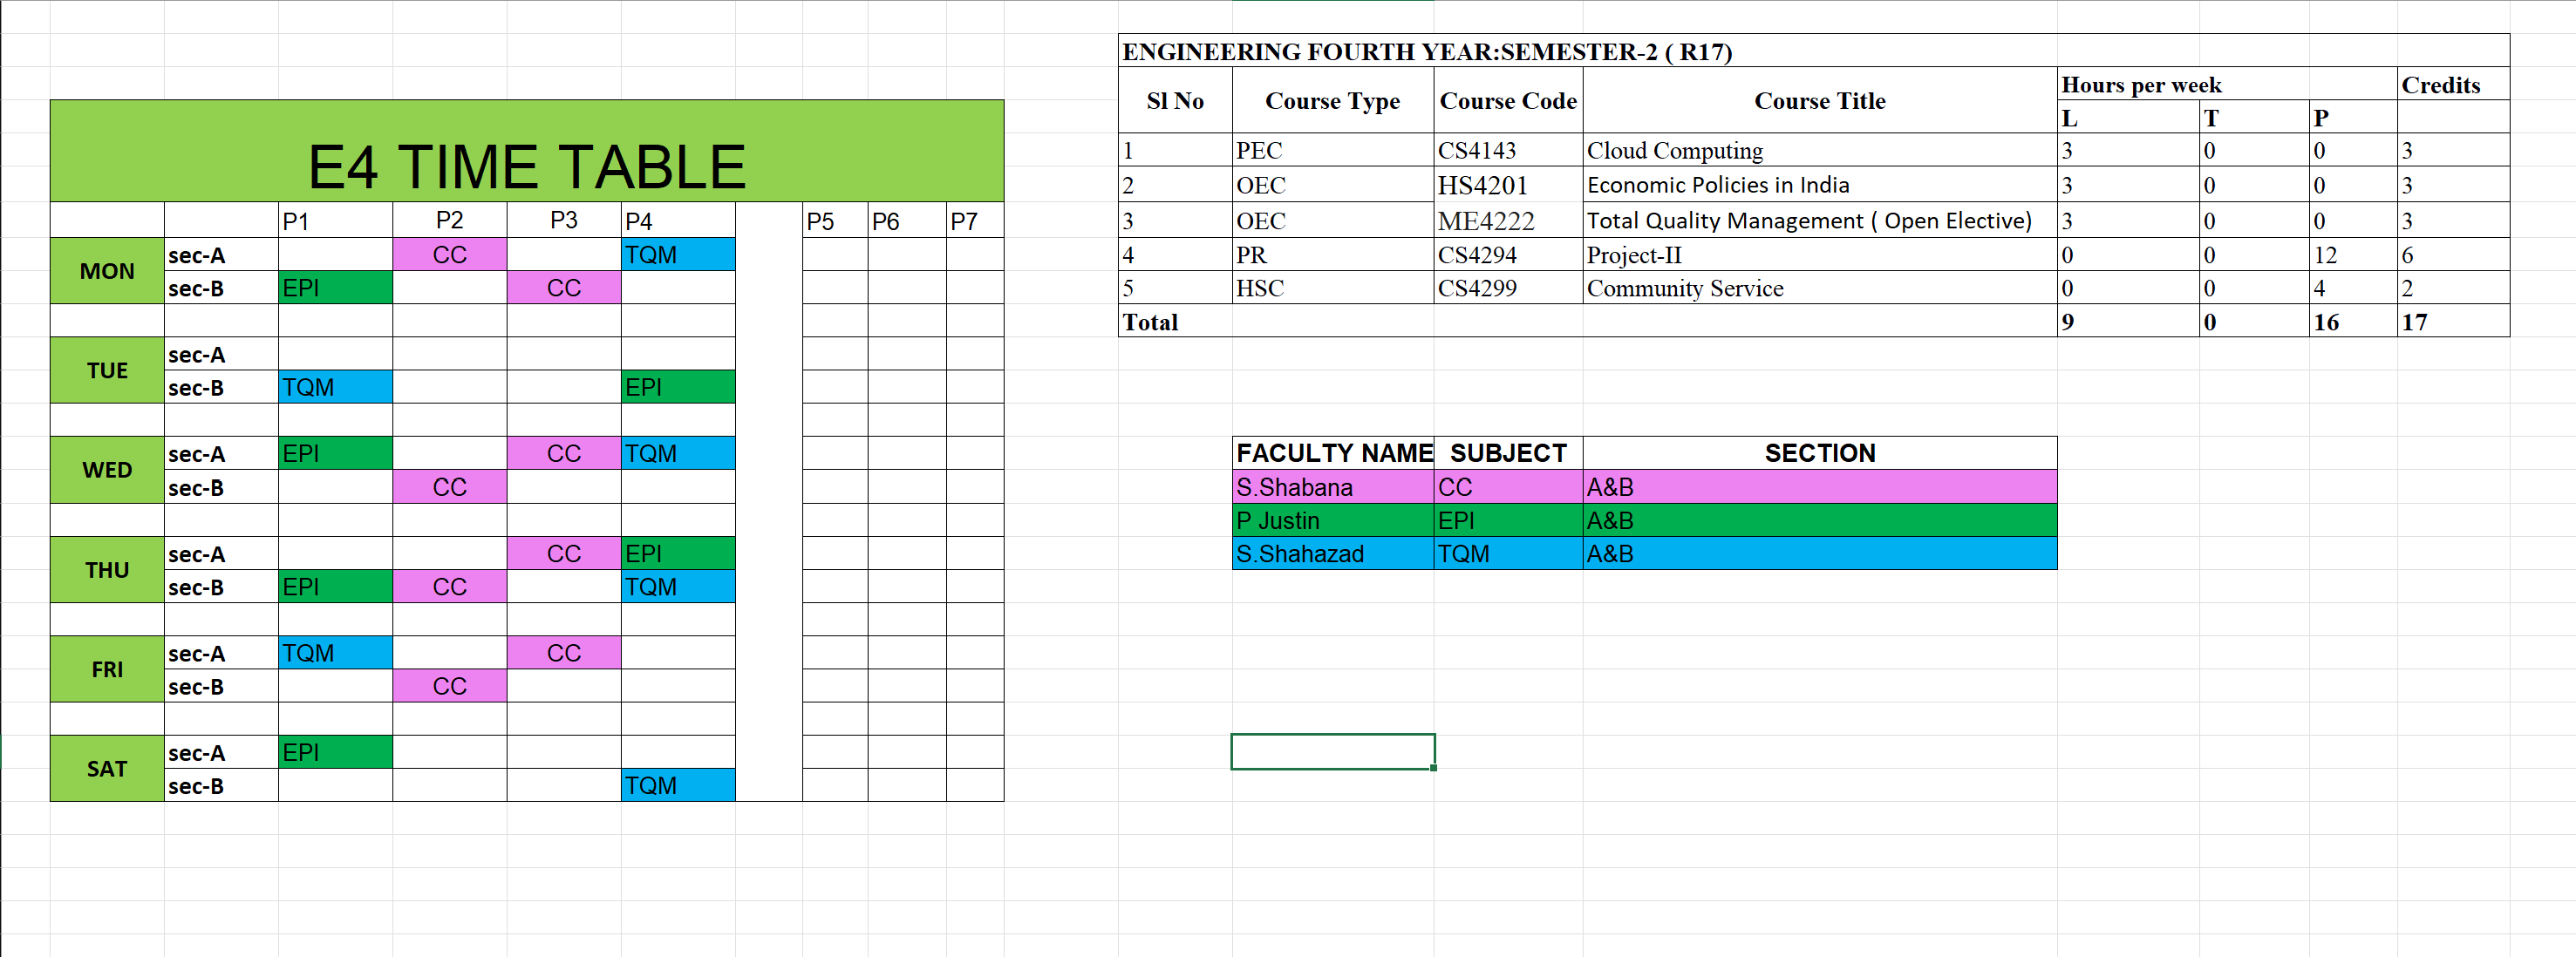 E4 TIME TABLE
P1 P2 P3 P4 P5 P6 P7
MON
sec-A CC TQM
sec-B EPI CC
TUE
sec-A
sec-B TQM EPI
WED
sec-A EPI CC TQM
sec-B CC
THU
sec-A CC EPI
sec-B EPI CC TQM
FRI
sec-A TQM CC
sec-B CC
SAT
sec-A EPI
sec-B TQM
ENGINEERING FOURTH YEAR:SEMESTER-2 ( R17)
Sl No Course Type Course Code Course Title Hours per week Credits
L T P
1 PEC CS4143 Cloud Computing 3 0 0 3
2 OEC HS4201 Economic Policies in India 3 0 0 3
3 OEC ME4222 Total Quality Management ( Open Elective) 3 0 0 3
4 PR CS4294 Project-II 0 0 12 6
5 HSC CS4299 Community Service 0 0 4 2
Total 9 0 16 17
FACULTY NAME SUBJECT SECTION
S.Shabana CC A&B
P Justin EPI A&B
S.Shahazad TQM A&B